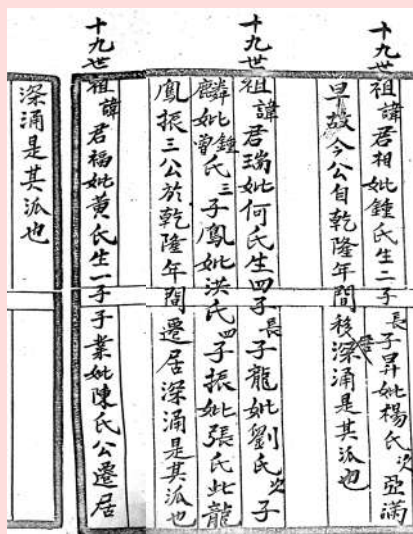 十九世祖諱君相妣鍾氏生二子長子昇妣楊氏次亞滿
早故今公自乾隆年間移居深涌是其派也
十九世祖諱君瑞妣何氏生四子長子龍妣劉氏次子
麟妣鍾曾氏三子鳳妣洪氏四子振妣張氏此龍
鳳振三公於乾隆年間遷居深涌是其派也
十九世祖諱君福妣黃氏生一子子業妣陳氏公遷居
深涌是其派也